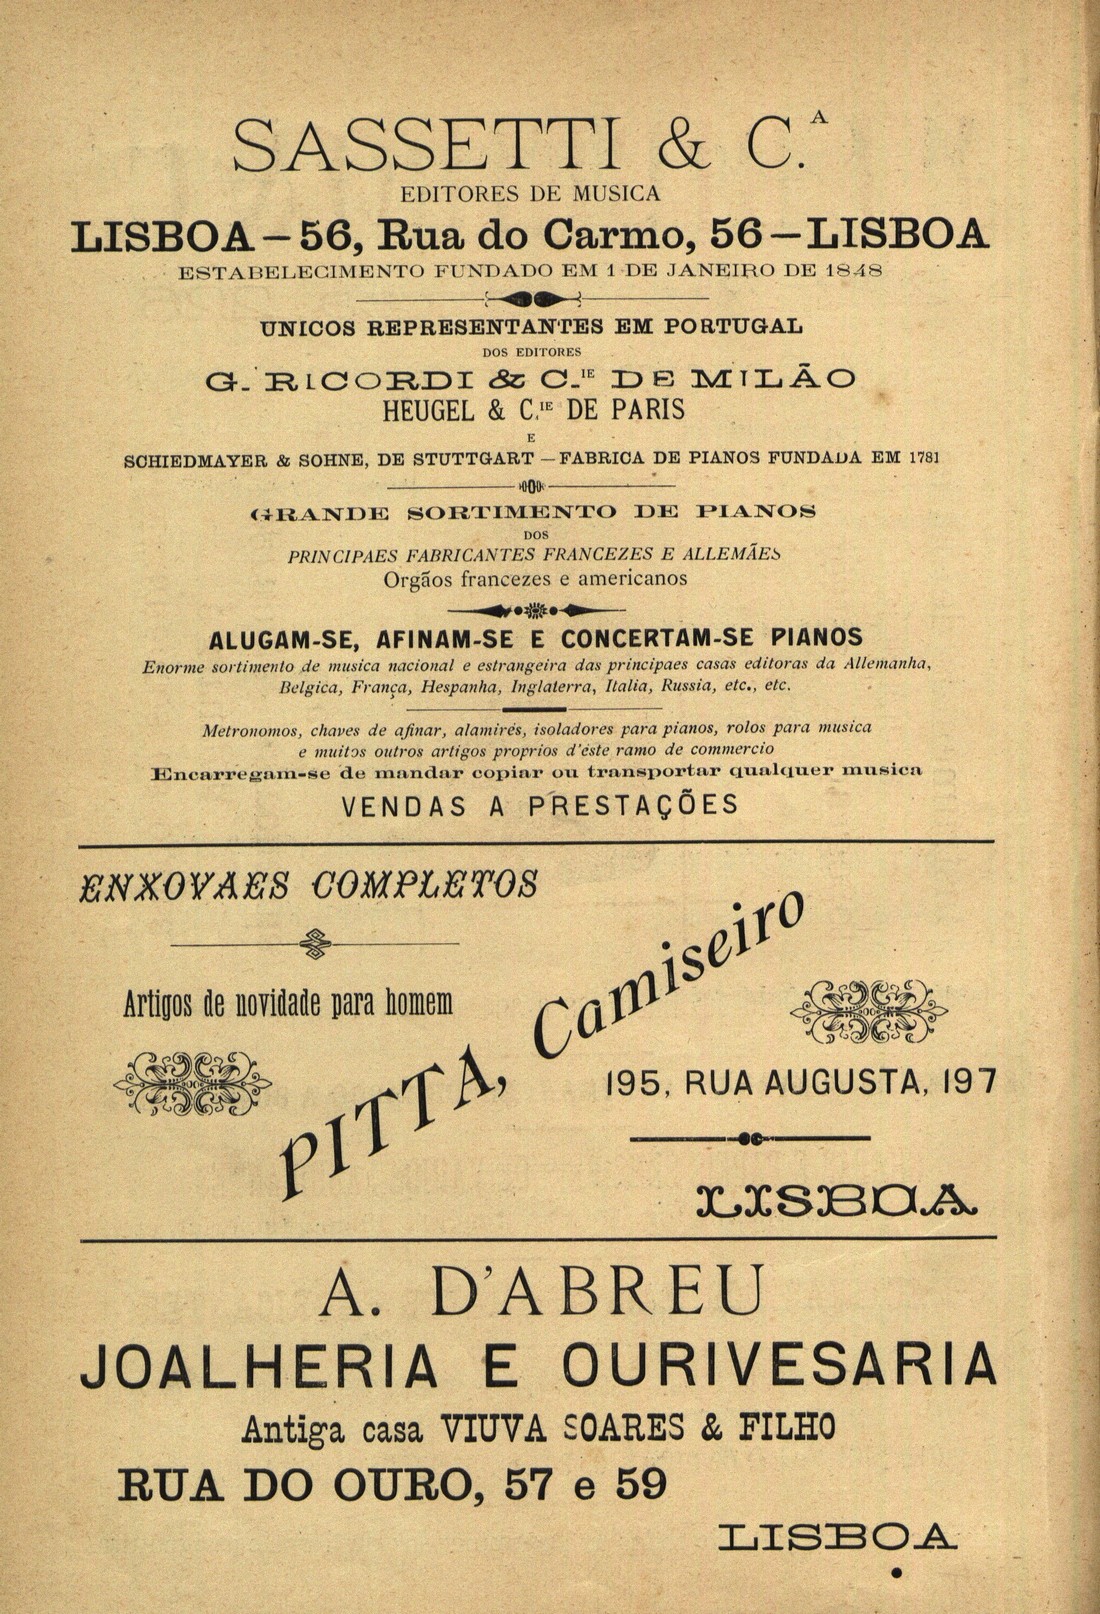 SASSETTI & C.ᴬ
EDITORES DE MUSICA
LISBOA – 56, Rua do Carmo, 56 – LISBOA
ESTABELECIMENTO FUNDADO EM 1 DE JANEIRO DE 1848
UNICOS REPRESENTANTES EM PORTUGAL
DOS EDITORES
G. RICORDI & C.ᴵᴱ DE MILÃO
HEUGEL & C.ᴵᴱ DE PARIS
E
SCHIEDMAYER & SOHNE, DE STUTTGART – FABRICA DE PIANOS FUNDADA EM 1781
GRANDE SORTIMENTO DE PIANOS
DOS
PRINCIPAES FABRICANTES FRANCEZES E ALLEMÃES
Orgãos francezes e americanos
ALUGAM-SE, AFINAM-SE E CONCERTAM-SE PIANOS
Enorme sortimento de musica nacional e estrangeira das principaes casas editoras da Allemanha,
Belgica, França, Hespanha, Inglaterra, Italia, Russia, etc., etc.
Metronomos, chaves de afinar, alamirés, isoladores para pianos, rolos para musica
e muitos outros artigos proprios d'éste ramo de commercio
Encarregam-se de mandar copiar ou transportar qualquer musica
VENDAS A PRESTAÇÕES
ENXOVAES COMPLETOS
Artigos de novidade para homem
PITTA, Camiseiro
195, RUA AUGUSTA, 197
LISBOA
A. D'ABREU
JOALHERIA E OURIVESARIA
Antiga casa VIUVA SOARES & FILHO
RUA DO OURO, 57 e 59
LISBOA